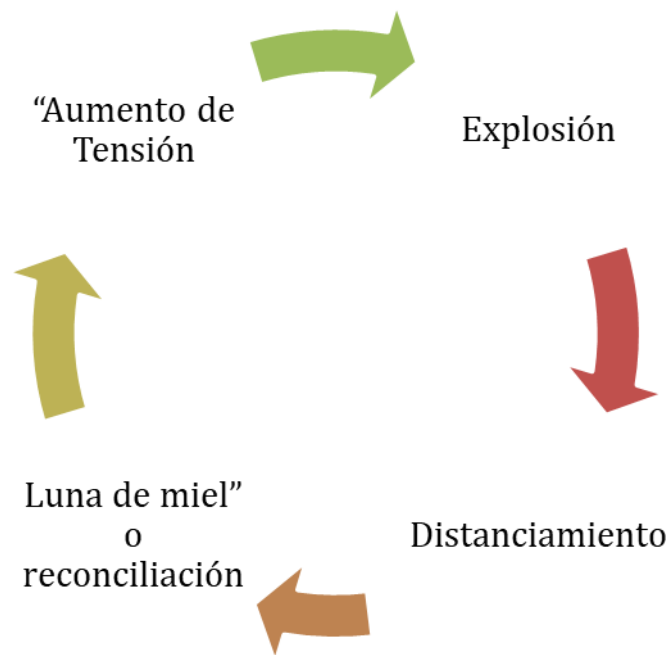 “Aumento de
Tensión
Explosión
Distanciamiento
Luna de miel”
o
reconciliación